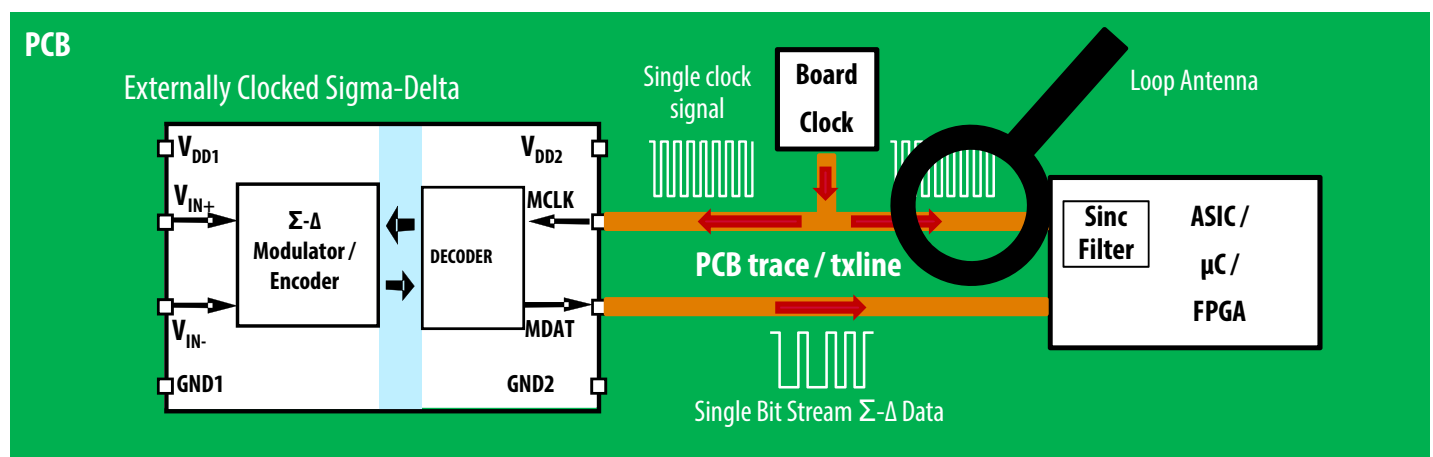 PCB
Externally Clocked Sigma-Delta
Single clock
signal
Board
Clock
Loop Antenna
VDD1
VDD2
VIN+
MCLK
Σ-Δ
Modulator /
Encoder
DECODER
VIN-
MDAT
GND1
GND2
PCB trace / txline
Sinc
Filter
ASIC /
µC /
FPGA
Single Bit Stream Σ-Δ Data